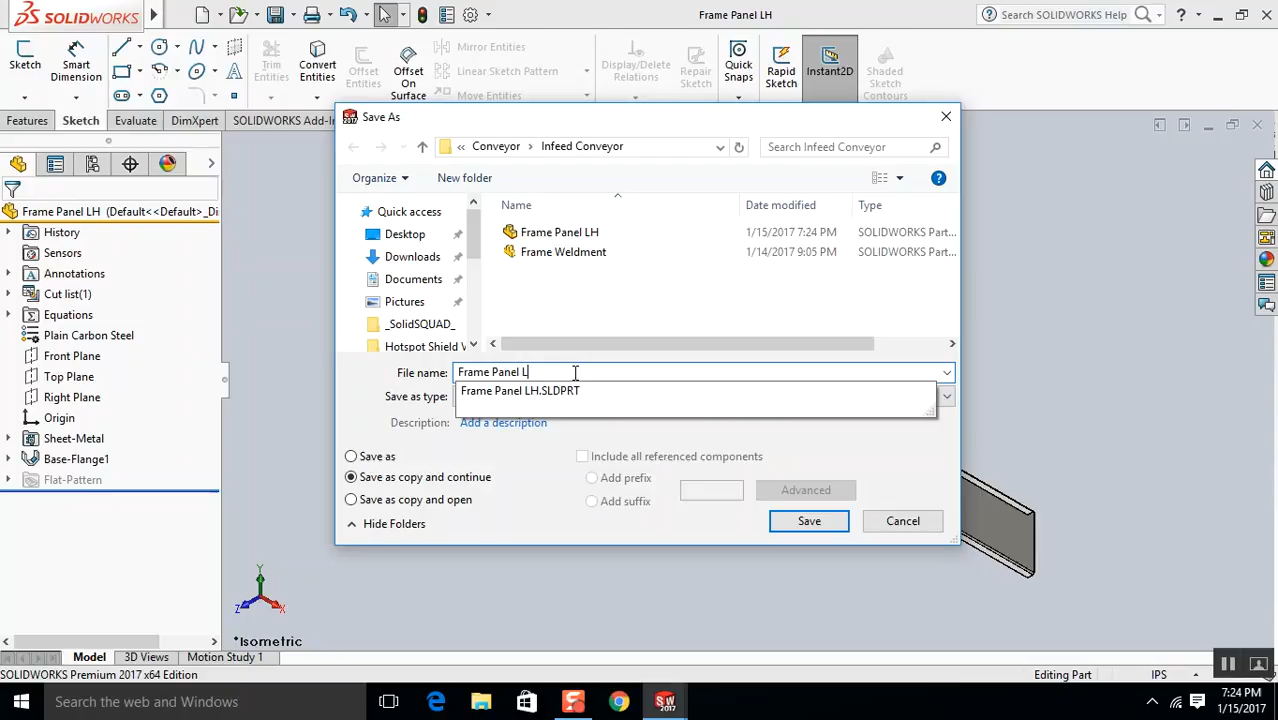 SOLIDWORKS
Frame Panel LH
Search SOLIDWORKS Help
?
Sketch
Smart Dimension
Trim Entities
Convert Entities
Offset Entities
Offset On Surface
Mirror Entities
Linear Sketch Pattern
Move Entities
Display/Delete Relations
Repair Sketch
Quick Snaps
Rapid Sketch
Instant2D
Shaded Sketch Contours
Features
Sketch
Evaluate
DimXpert
SOLIDWORKS Add-In
Frame Panel LH (Default<<Default>_Di
History
Sensors
Annotations
Cut list(1)
Equations
Plain Carbon Steel
Front Plane
Top Plane
Right Plane
Origin
Sheet-Metal
Base-Flange1
Flat-Pattern
SW 2017
Save As
« Conveyor > Infeed Conveyor
Search Infeed Conveyor
Organize
New folder
?
Quick access
Desktop
Downloads
Documents
Pictures
_SolidSQUAD_
Hotspot Shield V
Name
Date modified
Type
Frame Panel LH
1/15/2017 7:24 PM
SOLIDWORKS Part...
Frame Weldment
1/14/2017 9:05 PM
SOLIDWORKS Part...
File name:
Frame Panel L
Frame Panel LH.SLDPRT
Save as type:
Description:
Add a description
Save as
Save as copy and continue
Save as copy and open
Include all referenced components
Add prefix
Add suffix
Advanced
Hide Folders
Save
Cancel
Y
Z
X
*Isometric
Model
3D Views
Motion Study 1
SOLIDWORKS Premium 2017 x64 Edition
Editing Part
IPS
Search the web and Windows
SW 2017
7:24 PM
1/15/2017